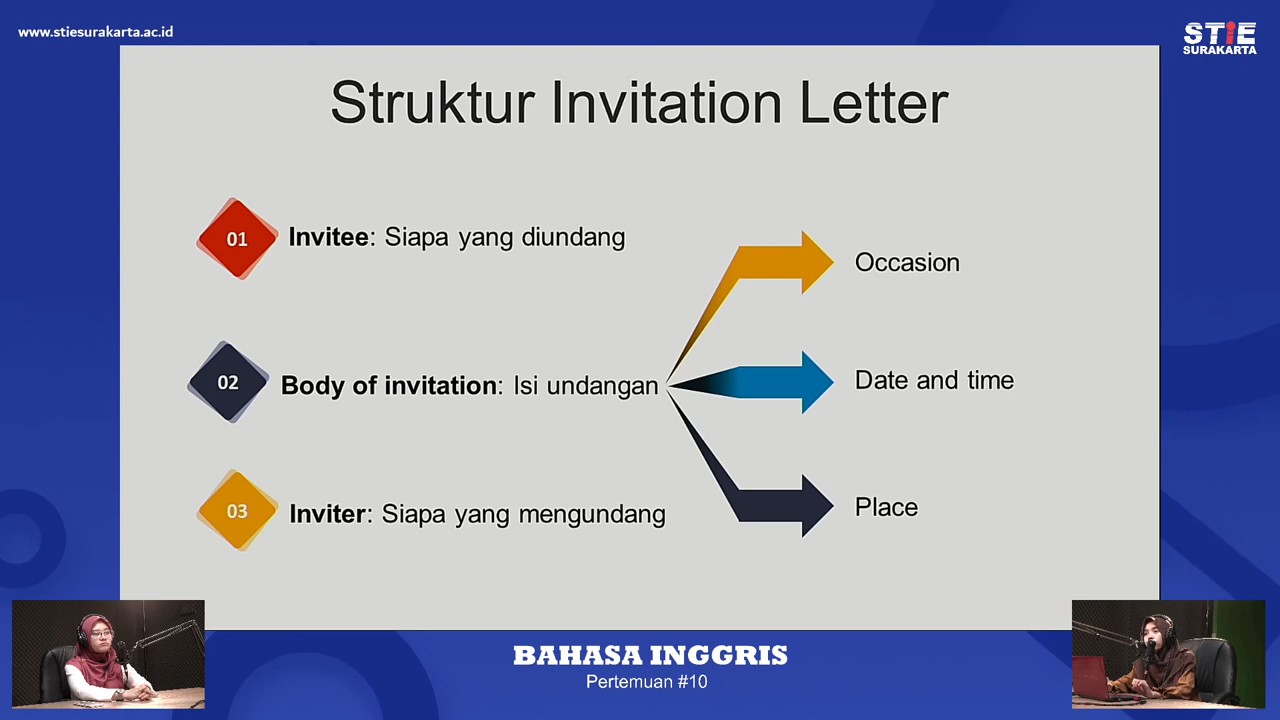 www.stiesurakarta.ac.id
STIE
SURAKARTA
Struktur Invitation Letter
01
Invitee: Siapa yang diundang
02
Body of invitation: Isi undangan
03
Inviter: Siapa yang mengundang
Occasion
Date and time
Place
BAHASA INGGRIS
Pertemuan #10